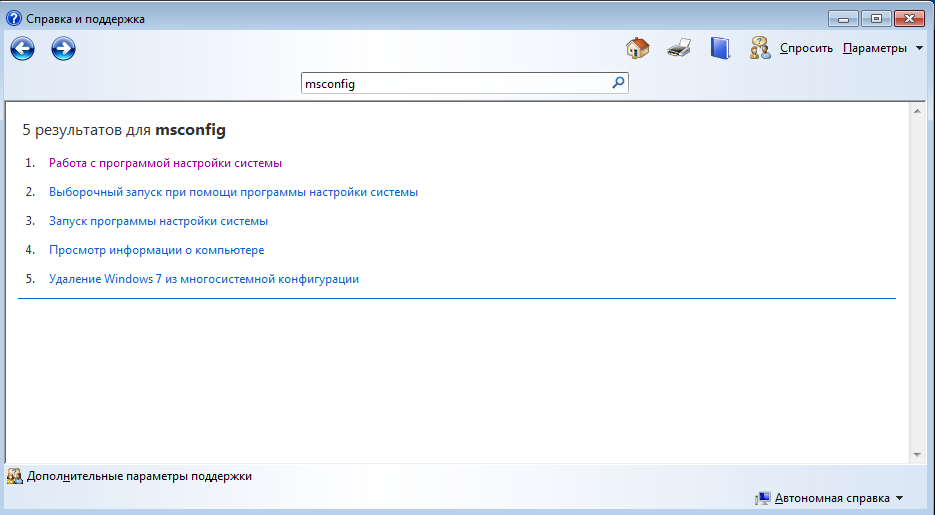 Справка и поддержка
Спросить Параметры
msconfig
5 результатов для msconfig
1. Работа с программой настройки системы
2. Выборочный запуск при помощи программы настройки системы
3. Запуск программы настройки системы
4. Просмотр информации о компьютере
5. Удаление Windows 7 из многосистемной конфигурации
Дополнительные параметры поддержки
Автономная справка